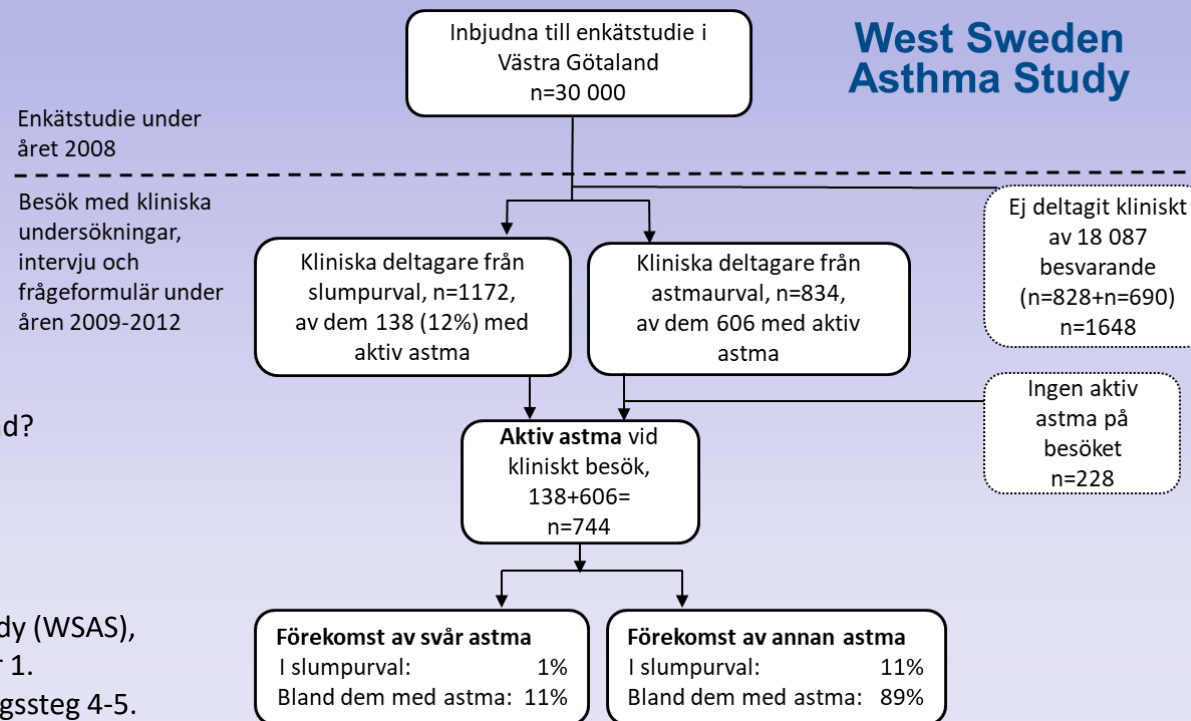 West Sweden
Asthma Study
Inbjudna till enkätstudie i
Västra Götaland
n=30 000
Enkätstudie under
året 2008
Besök med kliniska
undersökningar,
intervju och
frågeformulär under
åren 2009-2012
Kliniska deltagare från
slumpurval, n=1172,
av dem 138 (12%) med
aktiv astma
Kliniska deltagare från
astmaurval, n=834,
av dem 606 med aktiv
astma
Ej deltagit kliniskt
av 18 087
besvarande
(n=828+n=690)
n=1648
Ingen aktiv
astma på
besöket
n=228
Aktiv astma vid
kliniskt besök,
138+606=
n=744
Förekomst av svår astma
I slumpurval: 1%
Bland dem med astma: 11%
Förekomst av annan astma
I slumpurval: 11%
Bland dem med astma: 89%
(WSAS),
1.
4-5.